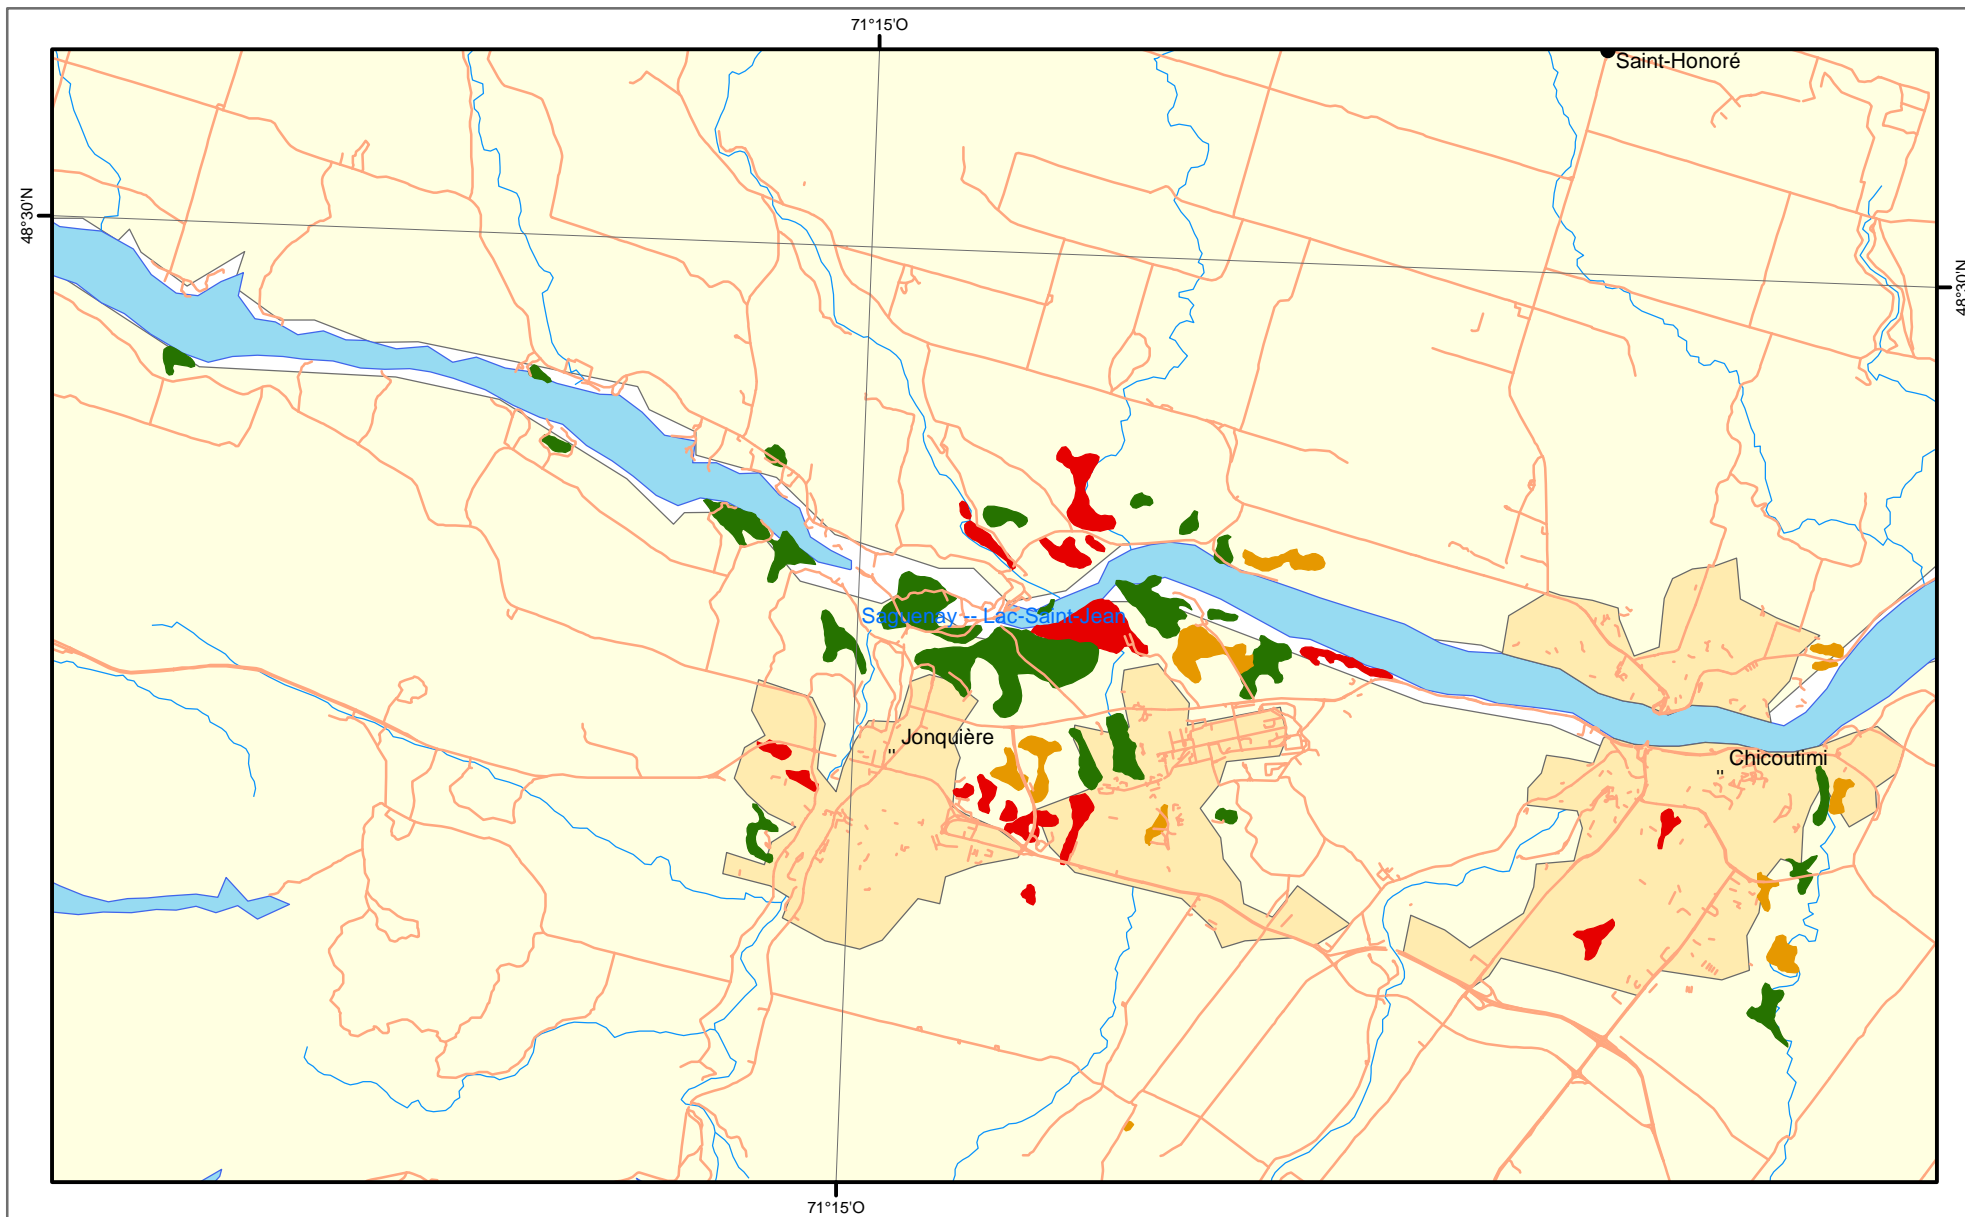 71°15'O
Saint-Honoré
48°30'N
48°30'N
Saguenay -- Lac-Saint-Jean
" Jonquière
" Chicoutimi
71°15'O